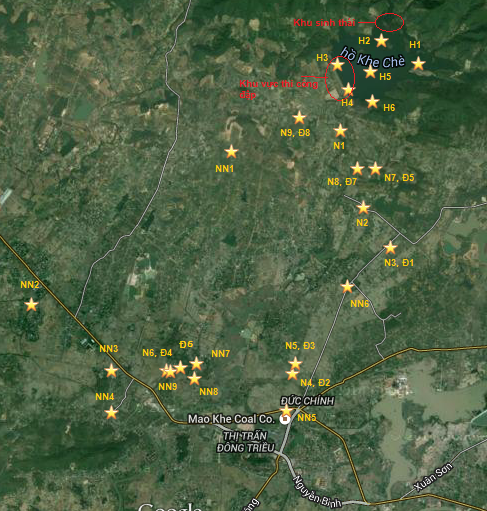 Khu sinh thái
H2
H1
H3
hồ Khe Chè
H5
Khu vực thi công
H4
H6
N9, Đ8
N1
NN1
N8, Đ7
N7, Đ5
N2
N3, Đ1
NN2
NN6
NN3
N6, Đ4
Đ6
NN7
N5, Đ3
NN9
NN8
N4, Đ2
NN4
ĐỨC CHÍNH
Mao Khe Coal Co.
NN5
THỊ TRẤN
ĐÔNG TRIỀU
Xuân Sơn
Nguyễn Bình
Google